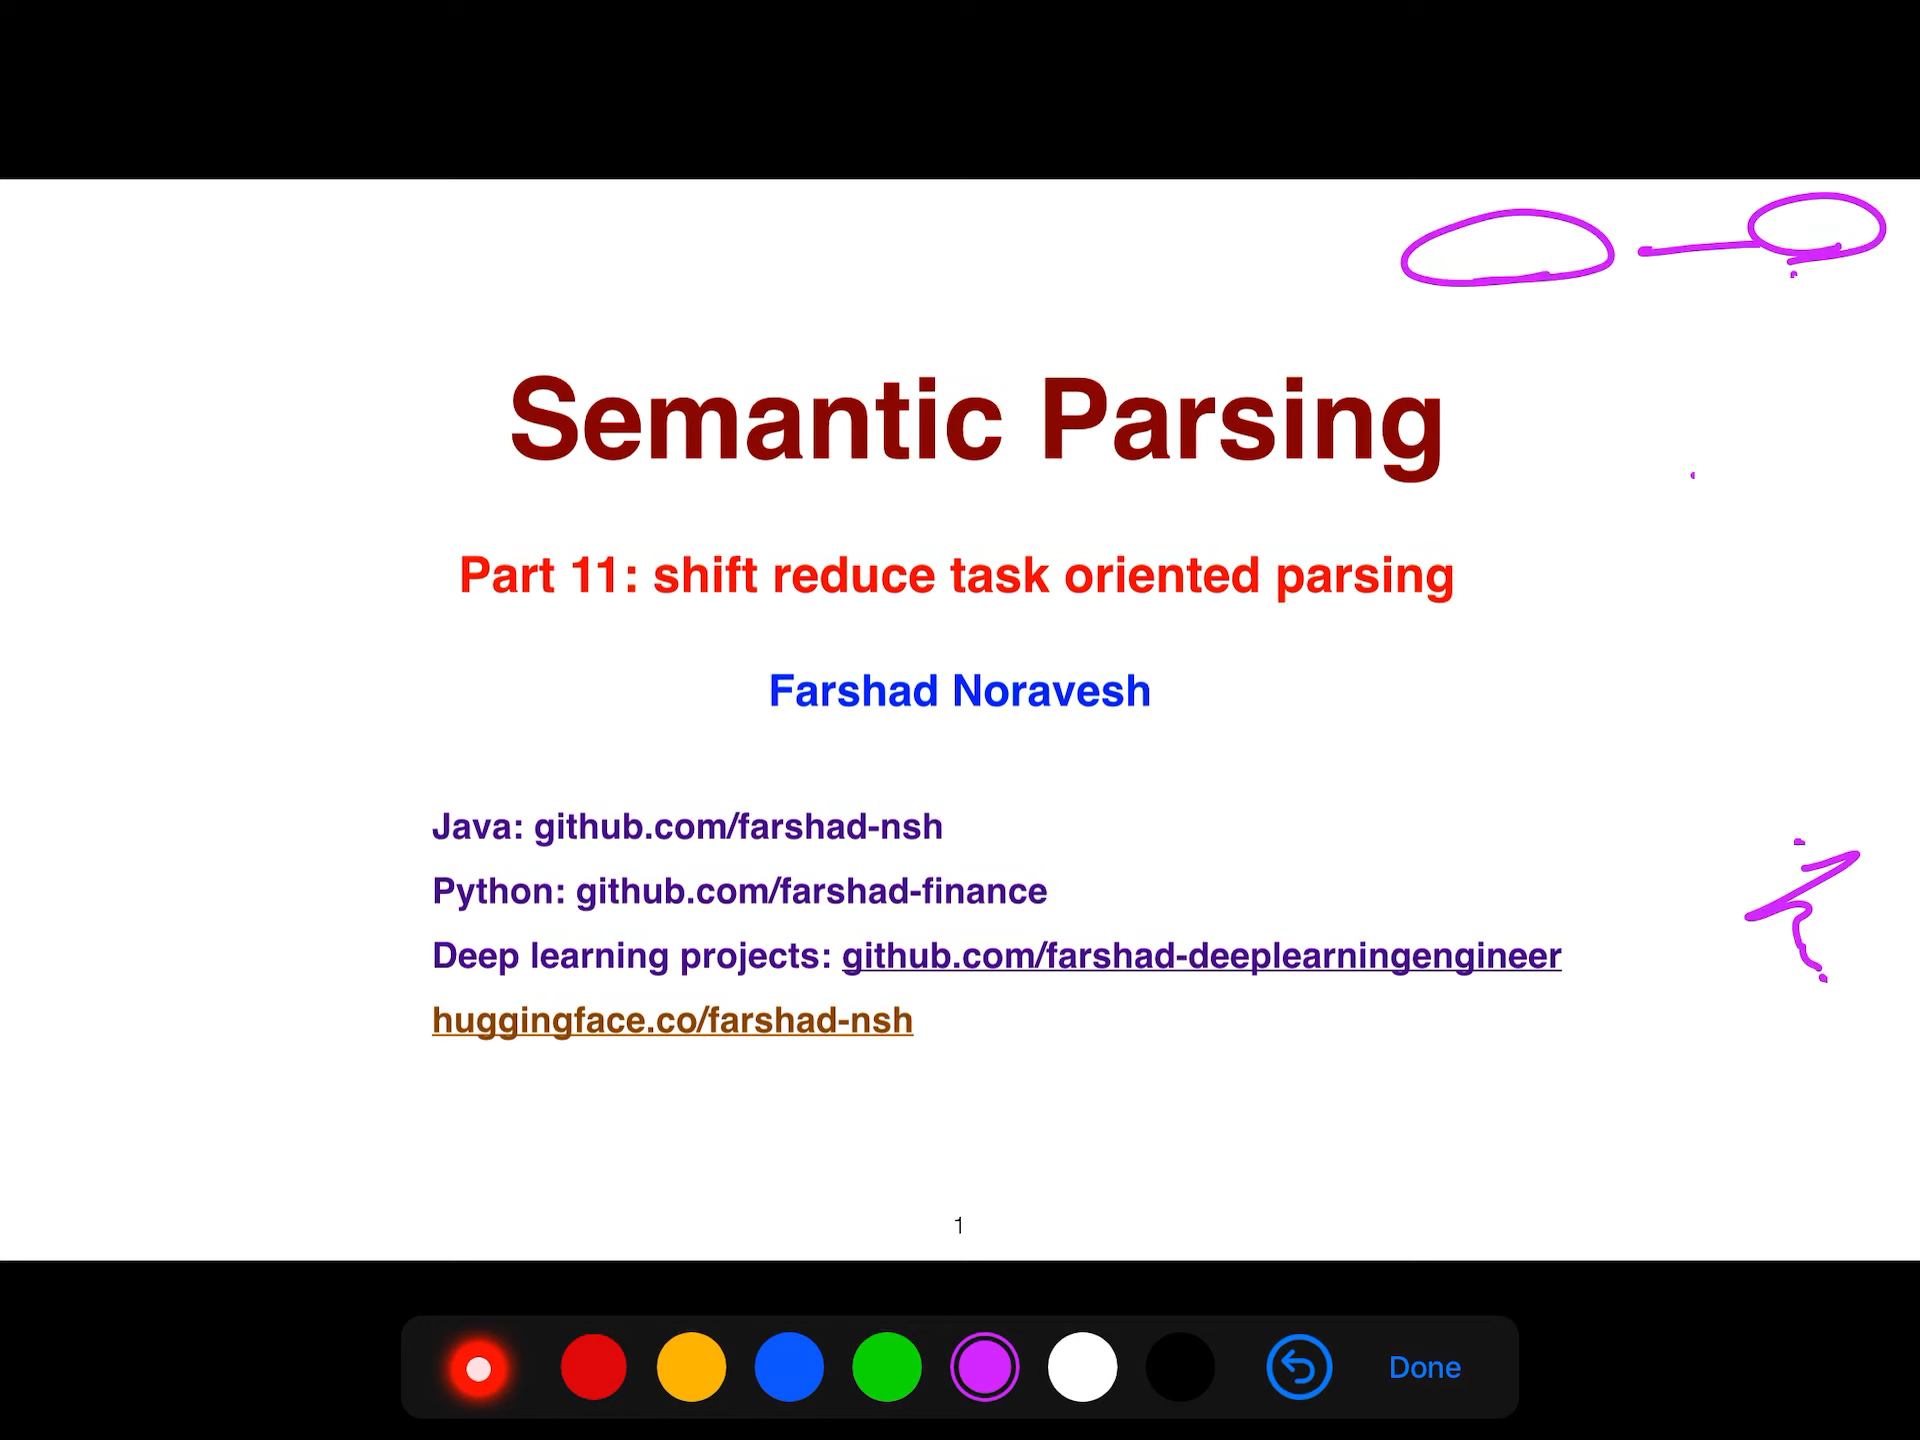 Semantic Parsing
Part 11: shift reduce task oriented parsing
Farshad Noravesh
Java: github.com/farshad-nsh
Python: github.com/farshad-finance
Deep learning projects: github.com/farshad-deeplearningengineer
huggingface.co/farshad-nsh
1
Done